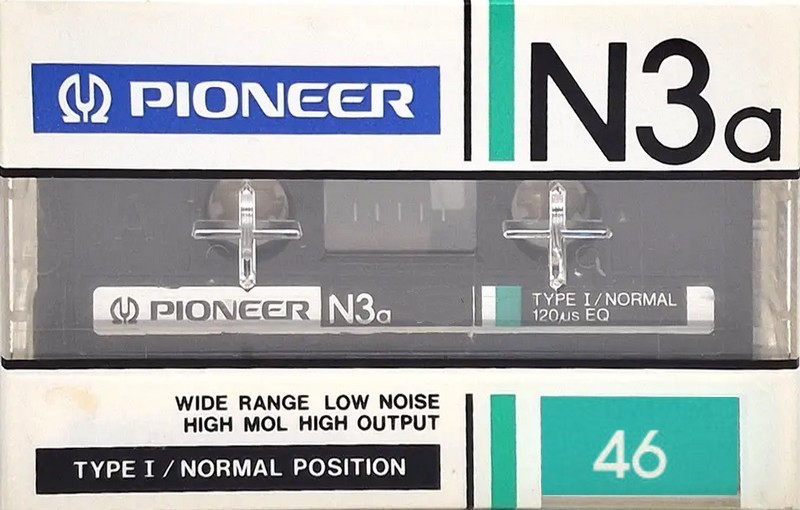 PIONEER
N3a
PIONEER N3a
TYPE I/NORMAL
120μs EQ
WIDE RANGE LOW NOISE
HIGH MOL HIGH OUTPUT
TYPE I/NORMAL POSITION
46